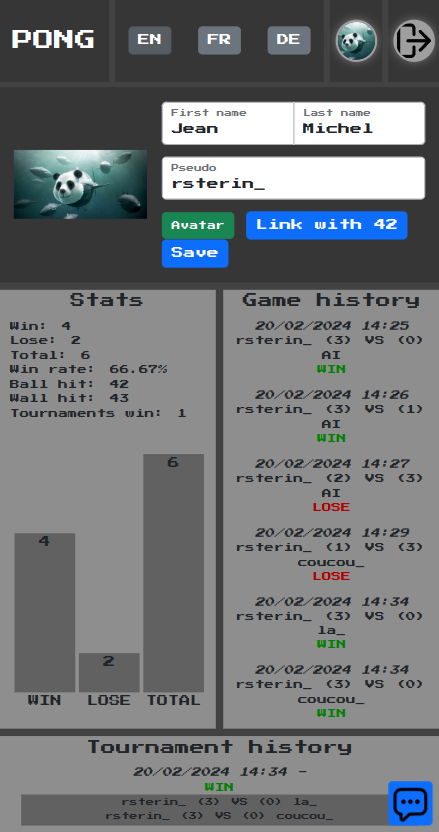 PONG EN FR DE
First name Last name
Jean Michel
Pseudo
rsterin_
Avatar Link with 42
Save
Stats
Win: 4
Lose: 2
Total: 6
Win rate: 66.67%
Ball hit: 42
Wall hit: 43
Tournaments win: 1
6
4
2
WIN LOSE TOTAL
Game history
20/02/2024 14:25
rsterin_ (3) VS (0)
AI
WIN
20/02/2024 14:26
rsterin_ (3) VS (1)
AI
WIN
20/02/2024 14:27
rsterin_ (2) VS (3)
AI
LOSE
20/02/2024 14:29
rsterin_ (1) VS (3)
coucou_
LOSE
20/02/2024 14:34
rsterin_ (3) VS (0)
la_
WIN
20/02/2024 14:34
rsterin_ (3) VS (0)
coucou_
WIN
Tournament history
20/02/2024 14:34 -
WIN
rsterin_ (3) VS (0) la_
rsterin_ (3) VS (0) coucou_